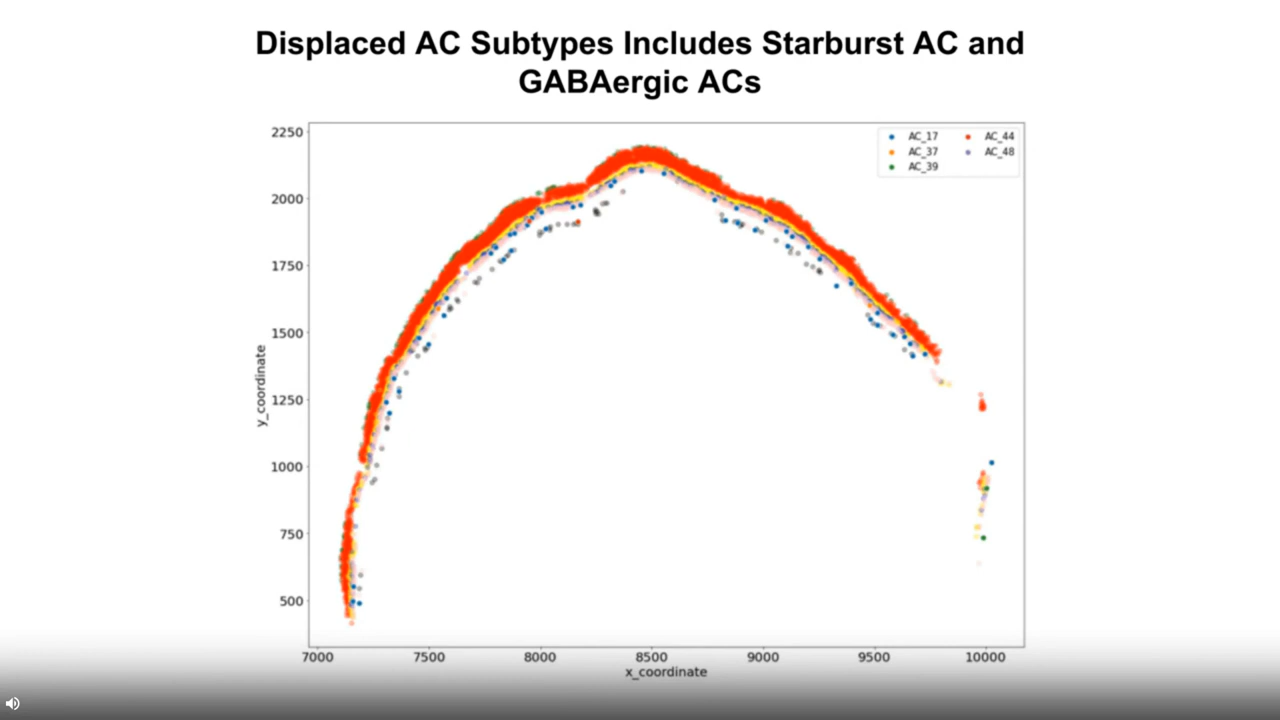 Displaced AC Subtypes Includes Starburst AC and
GABAergic ACs
AC_17
AC_44
AC_37
AC_48
AC_39
2250
2000
1750
1500
1250
1000
750
500
y_coordinate
7000
7500
8000
8500
9000
9500
10000
x_coordinate